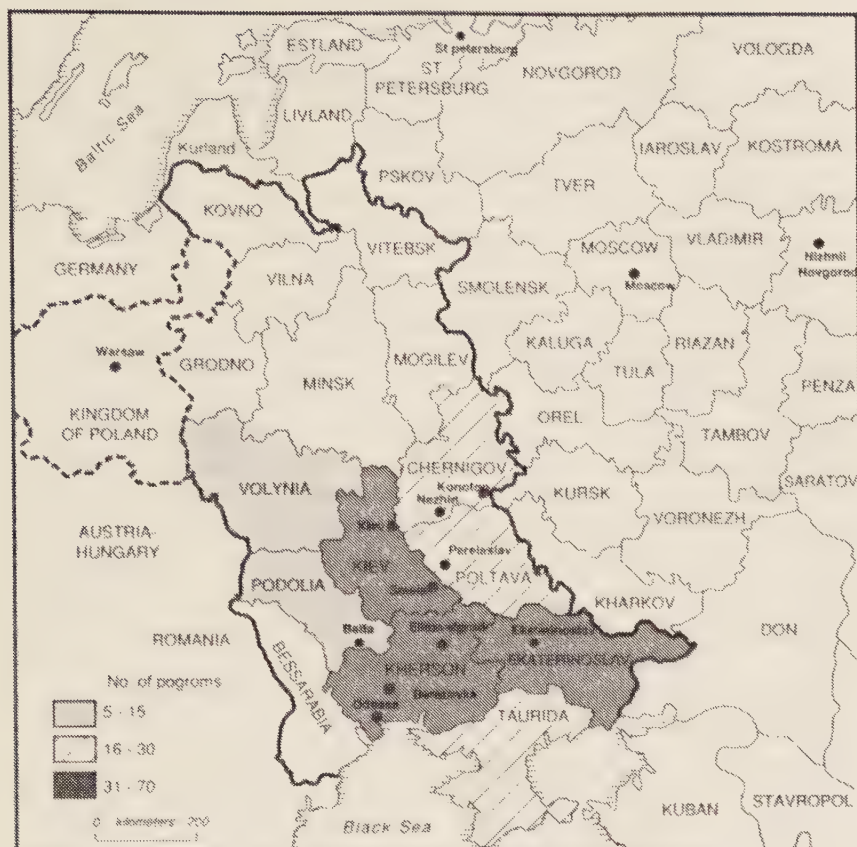 ESTLAND
St petersburg
ST
PETERSBURG
NOVGOROD
VOLOGDA
LIVLAND
Baltic Sea
Kurland
PSKOV
TVER
IAROSLAV
KOSTROMA
KOVNO
VITEBSK
MOSCOW
Moscow
VLADIMIR
Nizhnii
Novgorod
GERMANY
VILNA
SMOLENSK
Warsaw
GRODNO
MINSK
MOGILEV
KALUGA
TULA
RIAZAN
PENZA
KINGDOM
OF POLAND
OREL
TAMBOV
CHERNIGOV
Konotop
Nezhin
KURSK
SARATOV
VOLYNIA
VORONEZH
AUSTRIA-
HUNGARY
Kiev
KIEV
Pereiaslav
POLTAVA
PODOLIA
KHARKOV
ROMANIA
Balta
Ekaterinoslav
EKATERINOSLAV
DON
BESSARABIA
KHERSON
Berezovka
Odessa
TAURIDA
No. of pogroms
5 - 15
16 - 30
31 - 70
0 kilometers 200
Black Sea
KUBAN
STAVROPOL